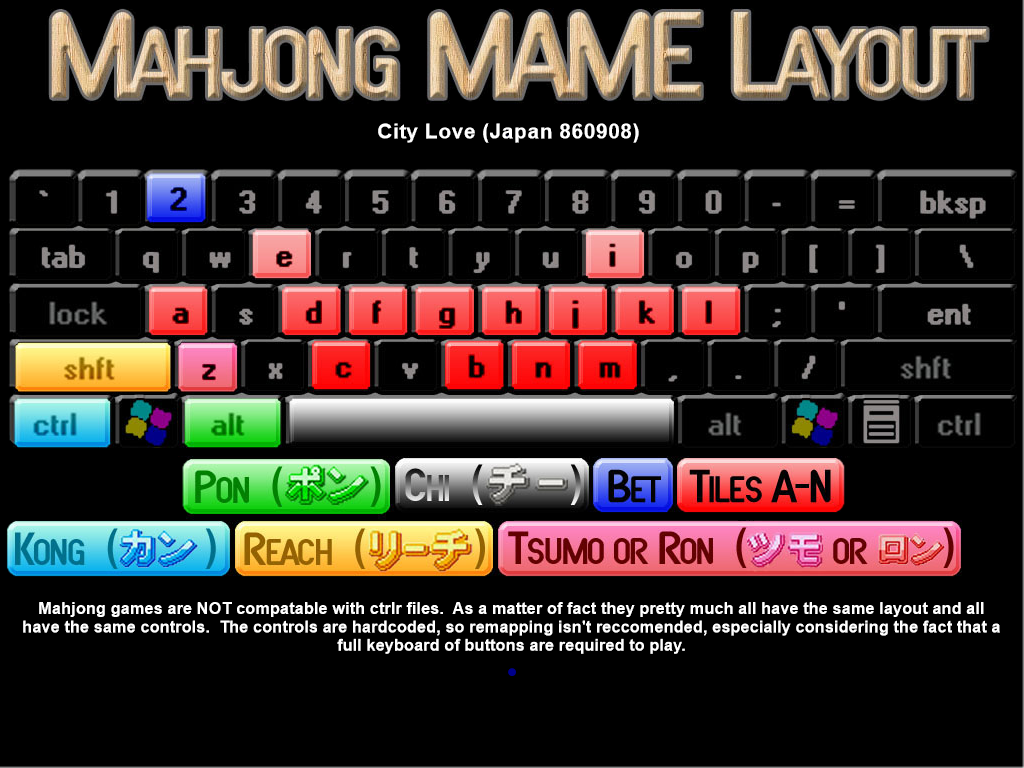 Mahjong MAME Layout
City Love (Japan 860908)
` 1 2 3 4 5 6 7 8 9 0 - = bksp
tab q w e r t y u i o p [ ] \
lock a s d f g h j k l ; ' ent
shft z x c v b n m , . / shft
ctrl alt alt ctrl
Pon (ポン) Chi (チー) Bet Tiles A-N
Kong (カン) Reach (リーチ) Tsumo or Ron (ツモ or ロン)
Mahjong games are NOT compatable with ctrlr files. As a matter of fact they pretty much all have the same layout and all
have the same controls. The controls are hardcoded, so remapping isn't reccomended, especially considering the fact that a
full keyboard of buttons are required to play.